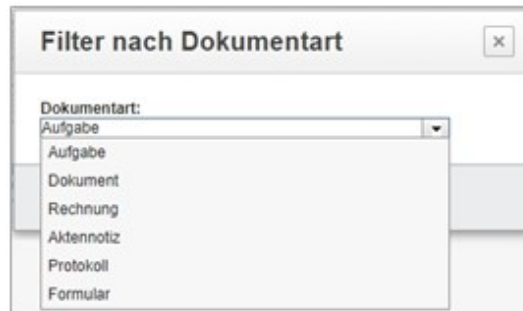 Filter nach Dokumentart
Dokumentart:
Aufgabe
Aufgabe
Dokument
Rechnung
Aktennotiz
Protokoll
Formular